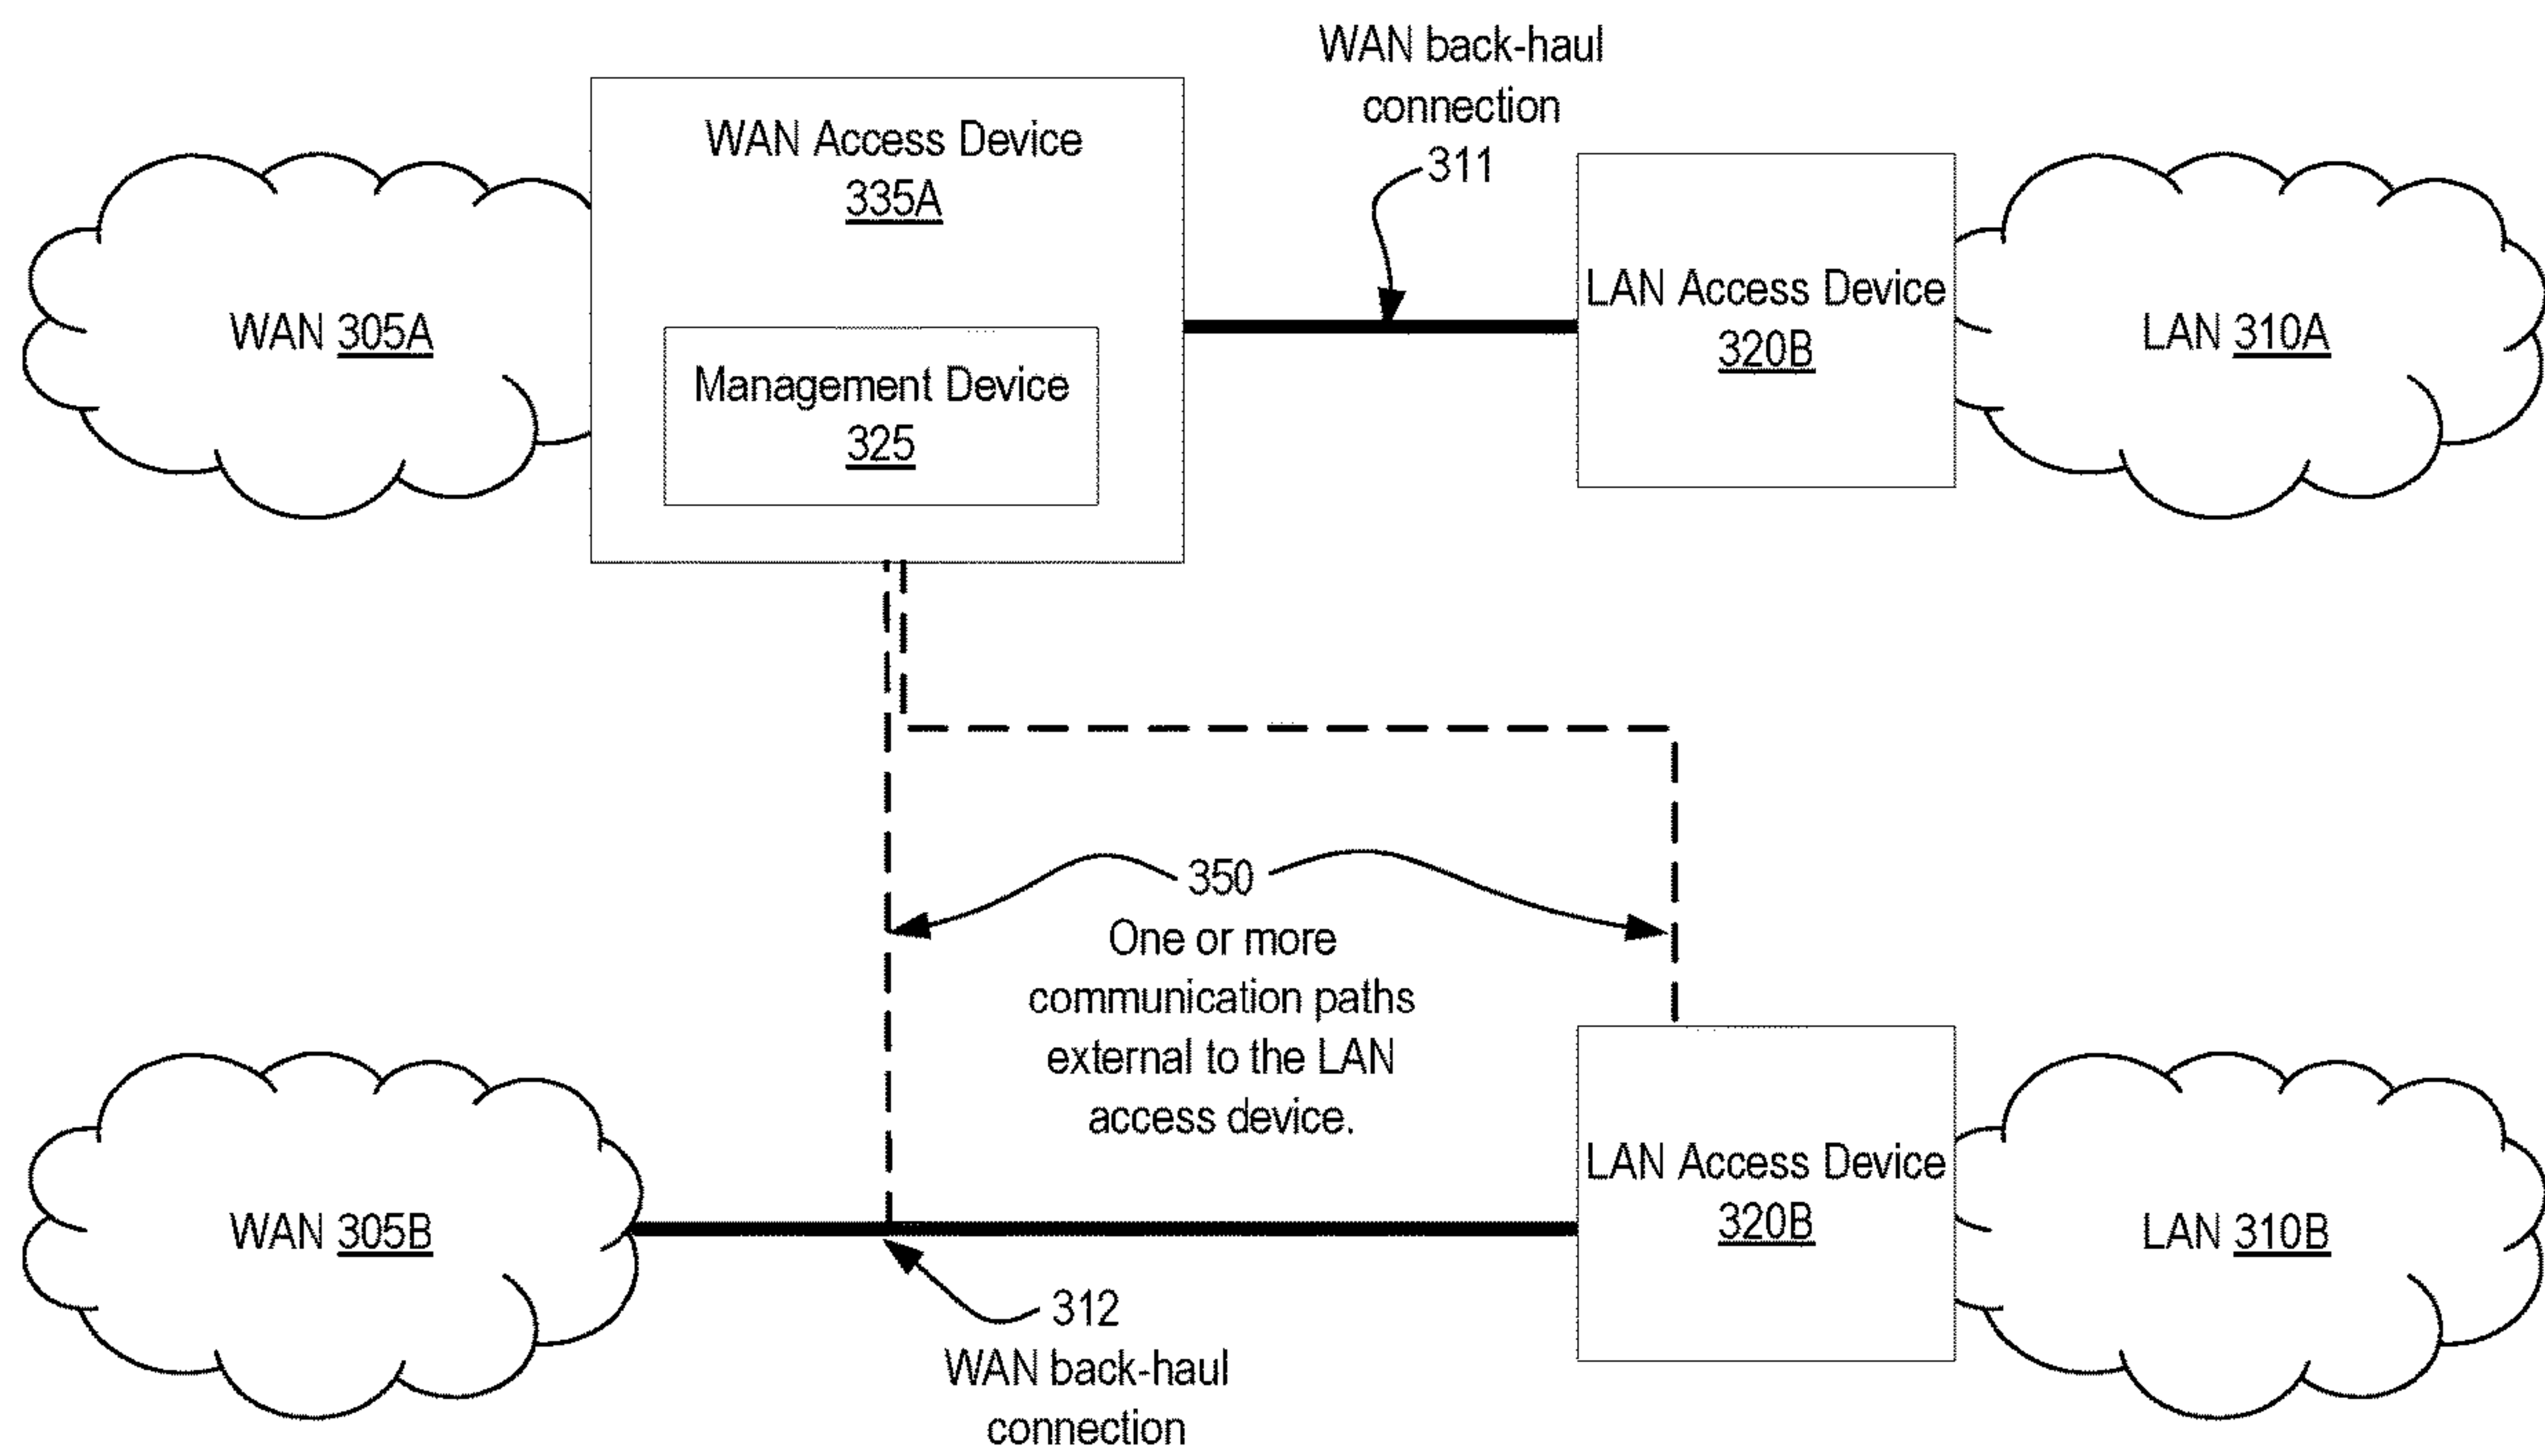 WAN back-haul
connection
311
WAN Access Device
335A
LAN Access Device
320B
WAN 305A
LAN 310A
Management Device
325
350
One or more
communication paths
external to the LAN
access device.
LAN Access Device
320B
WAN 305B
LAN 310B
312
WAN back-haul
connection